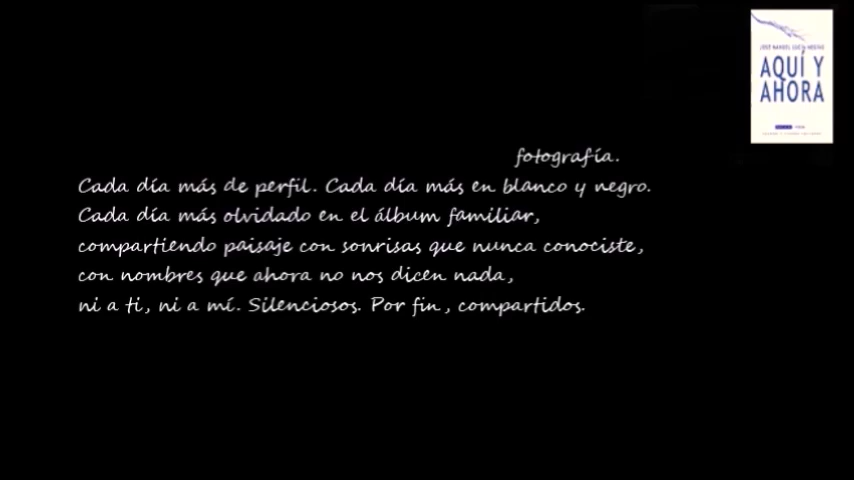 AQUÍ Y
AHORA
fotografía.
Cada día más de perfil. Cada día más en blanco y negro.
Cada día más olvidado en el álbum familiar,
compartiendo paisaje con sonrisas que nunca conociste,
con nombres que ahora no nos dicen nada,
ni a ti, ni a mí. Silenciosos. Por fin, compartidos.